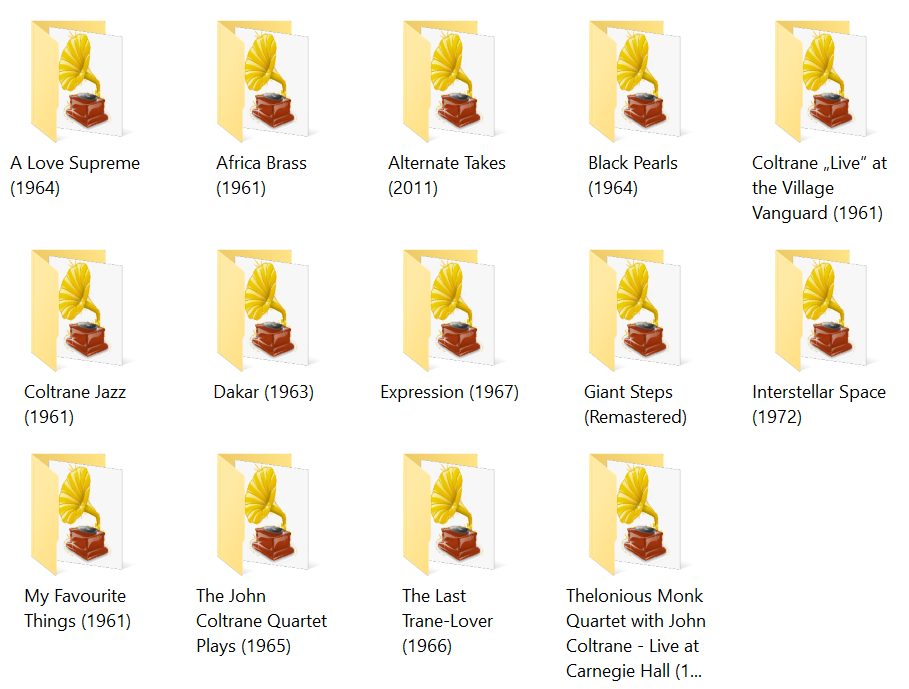 A Love Supreme
(1964)
Africa Brass
(1961)
Alternate Takes
(2011)
Black Pearls
(1964)
Coltrane „Live“ at
the Village
Vanguard (1961)
Coltrane Jazz
(1961)
Dakar (1963)
Expression (1967)
Giant Steps
(Remastered)
Interstellar Space
(1972)
My Favourite
Things (1961)
The John
Coltrane Quartet
Plays (1965)
The Last
Trane-Lover
(1966)
Thelonious Monk
Quartet with John
Coltrane - Live at
Carnegie Hall (1...